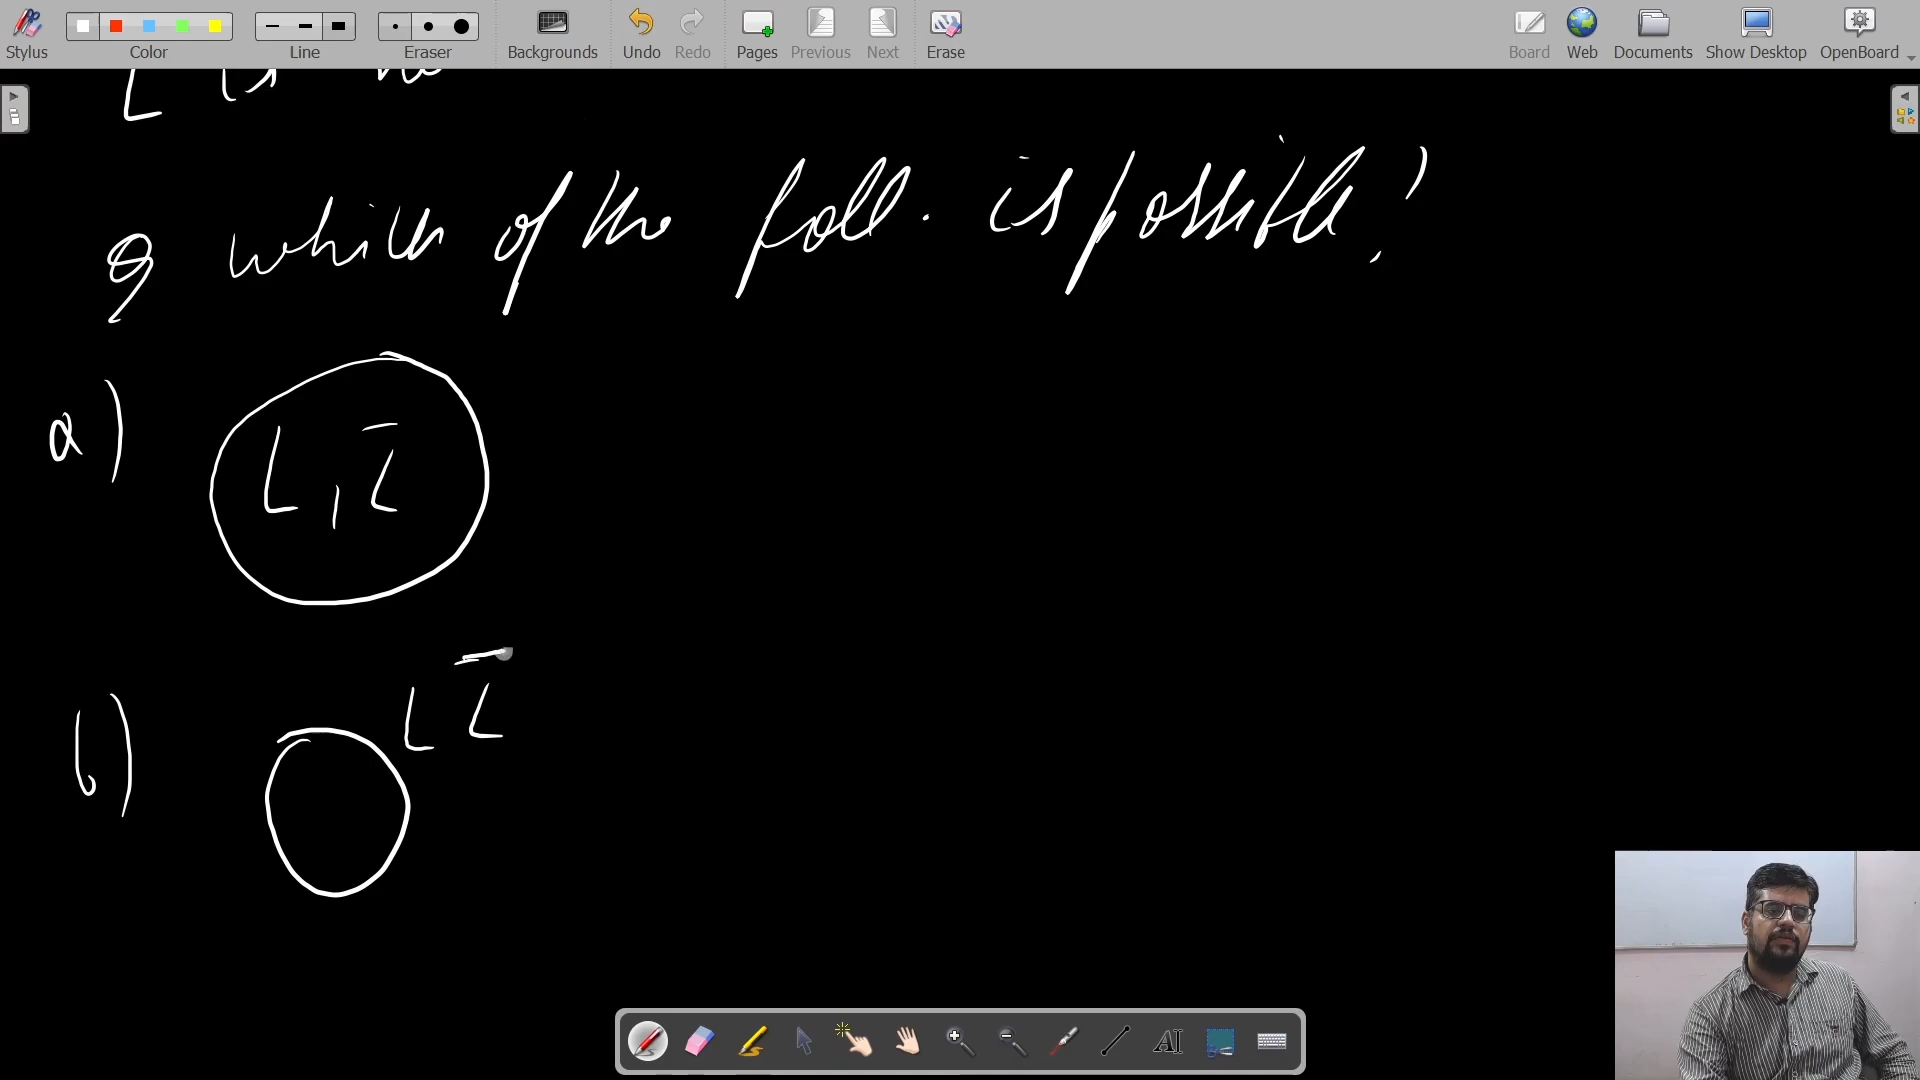 Stylus Color Line Eraser Backgrounds Undo Redo Pages Previous Next Erase Board Web Documents Show Desktop OpenBoard
L is
Q which of the foll. is possible?
a) L, L̅
b) L L̅